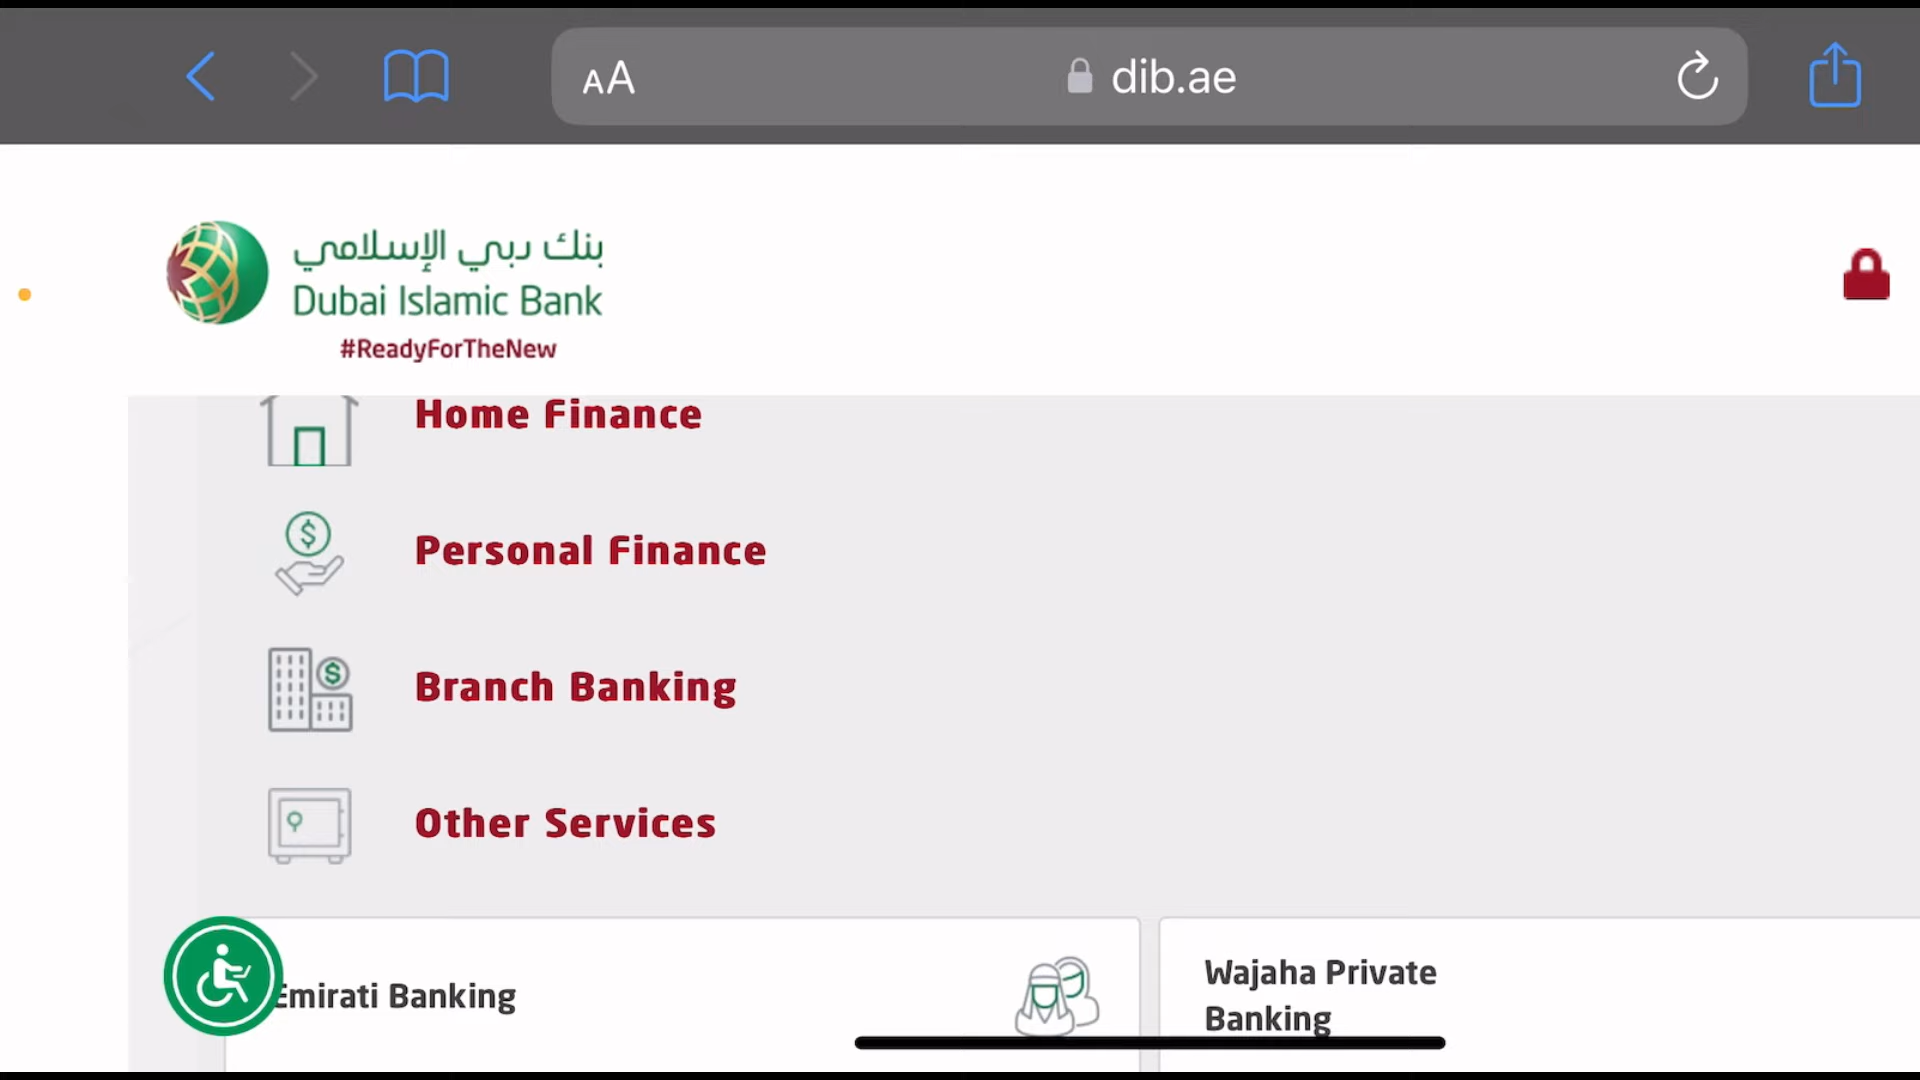 AA
dib.ae
بنك دبي الإسلامي
Dubai Islamic Bank
#ReadyForTheNew
Home Finance
Personal Finance
Branch Banking
Other Services
Emirati Banking
Wajaha Private
Banking